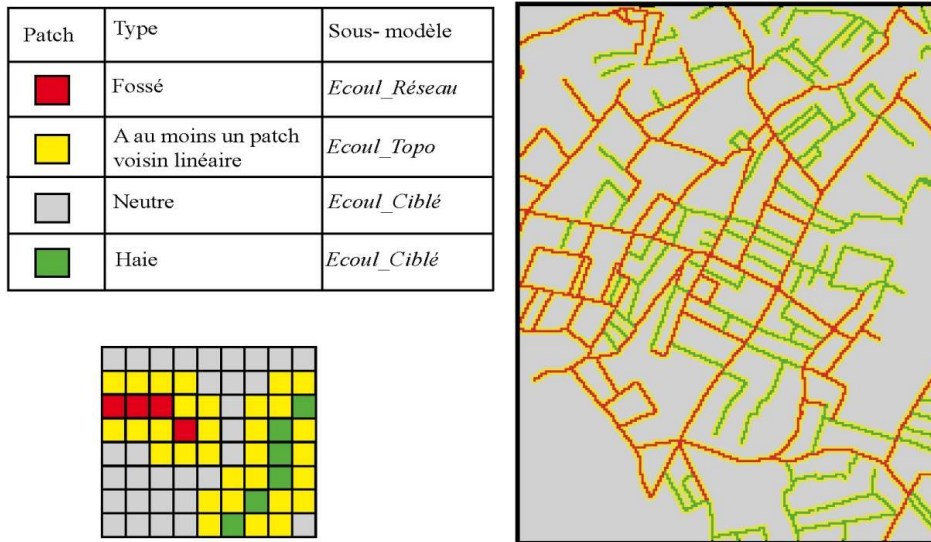 Patch Type Sous- modèle
Fossé Ecoul_Réseau
A au moins un patch
voisin linéaire Ecoul_Topo
Neutre Ecoul_Ciblé
Haie Ecoul_Ciblé